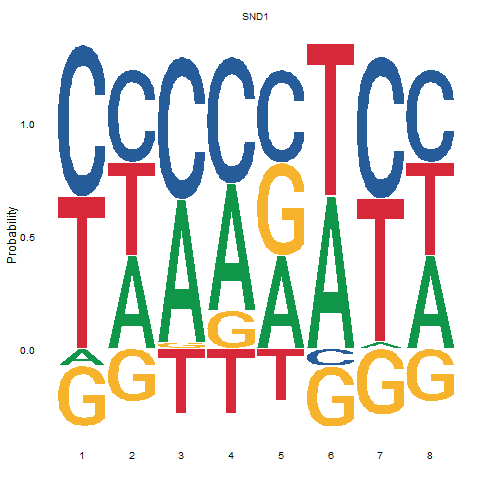 SND1
Probability
1.0
0.5
0.0
C C C C C T C C
T T A A G A T T
A A G G A C A A
G G T T T G G G
1 2 3 4 5 6 7 8